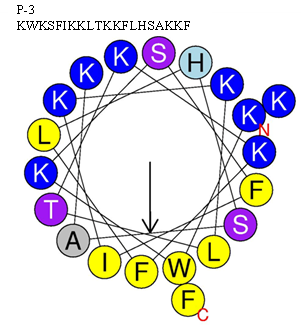 P-3
KWKSFIKKLTKKFLHSAKKF
K S H
K K
K K K
N
L K
K F
T S
A L
I F W
F
C